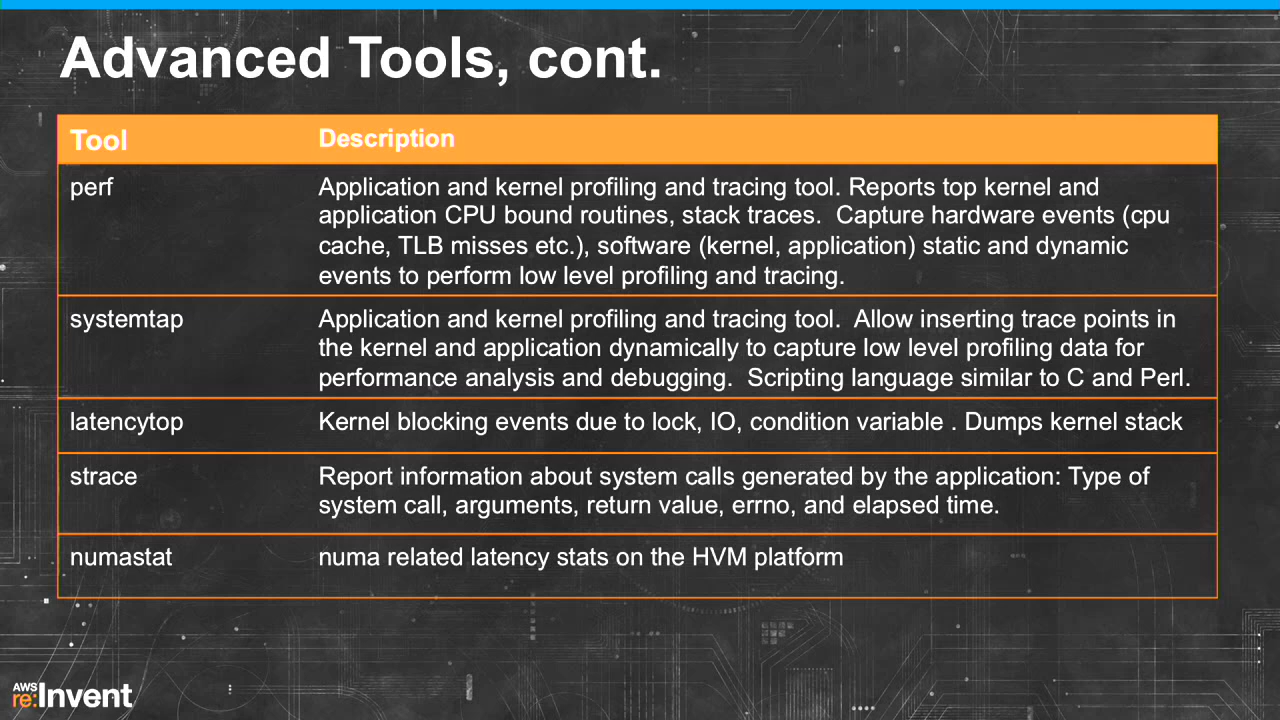 Advanced Tools, cont.
Tool Description
perf Application and kernel profiling and tracing tool. Reports top kernel and
application CPU bound routines, stack traces.  Capture hardware events (cpu
cache, TLB misses etc.), software (kernel, application) static and dynamic
events to perform low level profiling and tracing.
systemtap Application and kernel profiling and tracing tool.  Allow inserting trace points in
the kernel and application dynamically to capture low level profiling data for
performance analysis and debugging.  Scripting language similar to C and Perl.
latencytop Kernel blocking events due to lock, IO, condition variable . Dumps kernel stack
strace Report information about system calls generated by the application: Type of
system call, arguments, return value, errno, and elapsed time.
numastat numa related latency stats on the HVM platform
AWS
re:Invent